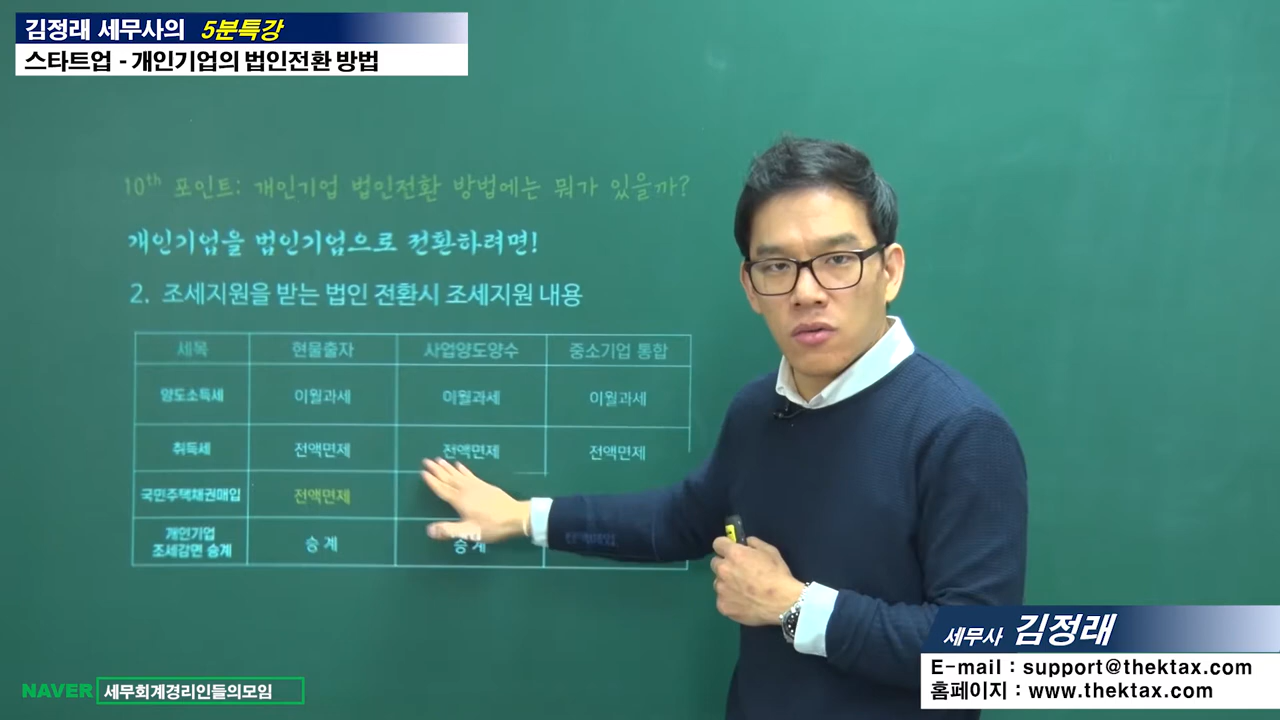 김정래 세무사의 5분특강
스타트업 - 개인기업의 법인전환 방법
10th 포인트: 개인기업 법인전환 방법에는 뭐가 있을까?
개인기업을 법인기업으로 전환하려면!
2. 조세지원을 받는 법인 전환시 조세지원 내용
세목 현물출자 사업양도양수 중소기업 통합
양도소득세 이월과세 이월과세 이월과세
취득세 전액면제 전액면제 전액면제
국민주택채권매입 전액면제
개인기업
조세감면 승계 승계 승계
세무사 김정래
E-mail : support@thektax.com
홈페이지 : www.thektax.com
NAVER 세무회계경리인들의모임